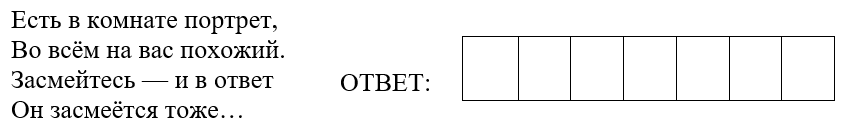 Есть в комнате портрет,
Во всём на вас похожий.
Засмейтесь — и в ответ
Он засмеётся тоже…
ОТВЕТ: